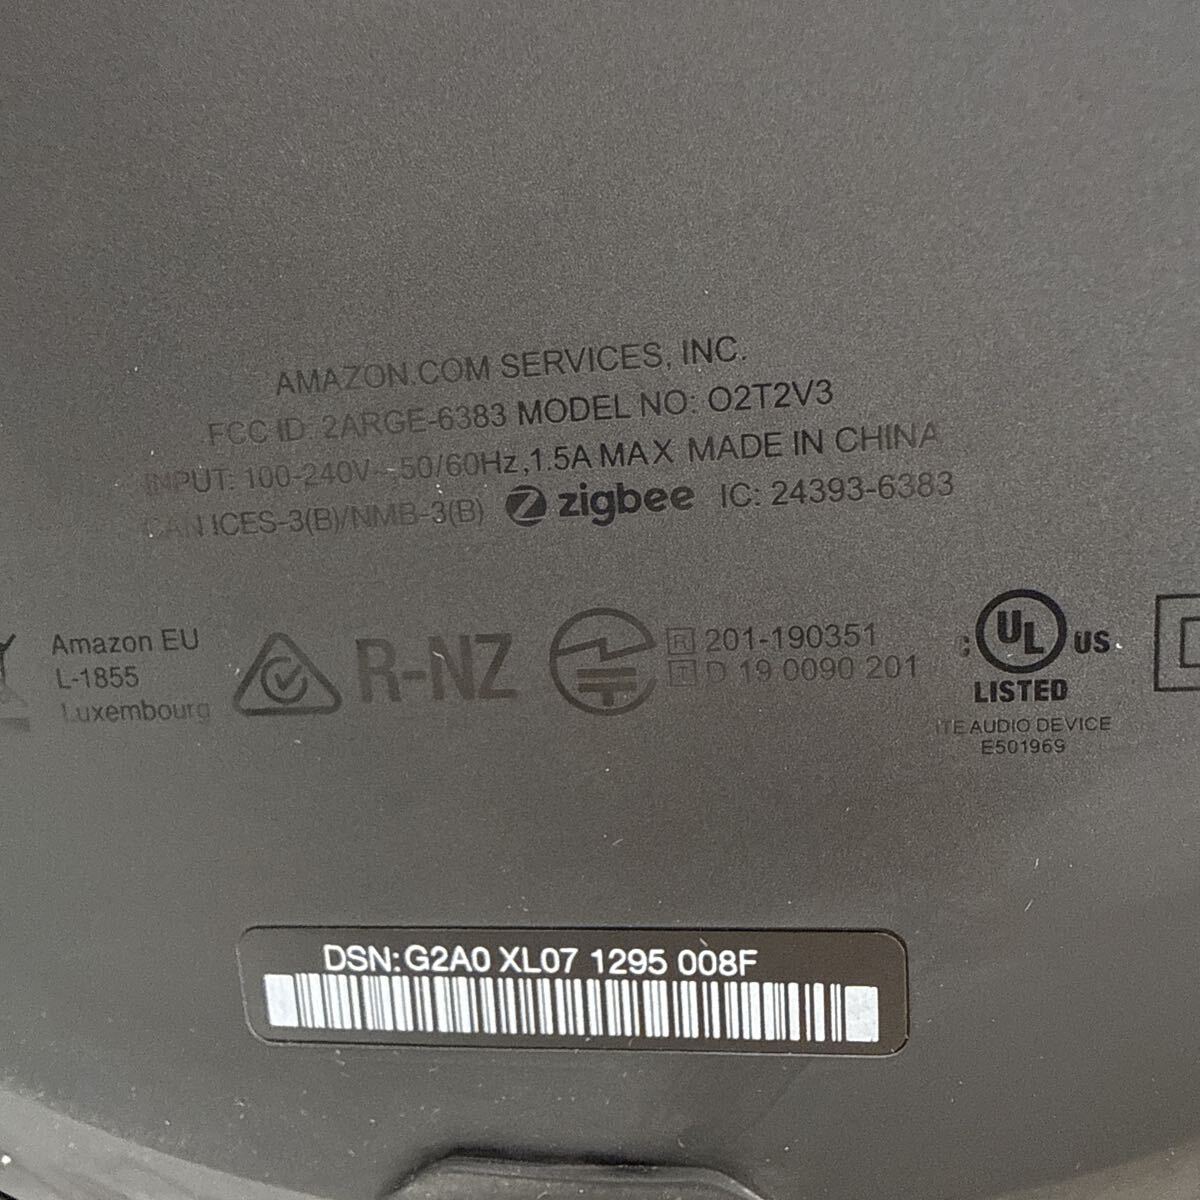 AMAZON.COM SERVICES, INC.
FCC ID: 2ARGE-6383 MODEL NO: O2T2V3
INPUT: 100-240V~,50/60Hz,1.5A MAX MADE IN CHINA
CAN ICES-3(B)/NMB-3(B) zigbee IC: 24393-6383
Amazon EU
L-1855
Luxembourg
R-NZ
R 201-190351
T D 19 0090 201
UL US
LISTED
ITE AUDIO DEVICE
E501969
DSN: G2A0 XL07 1295 008F